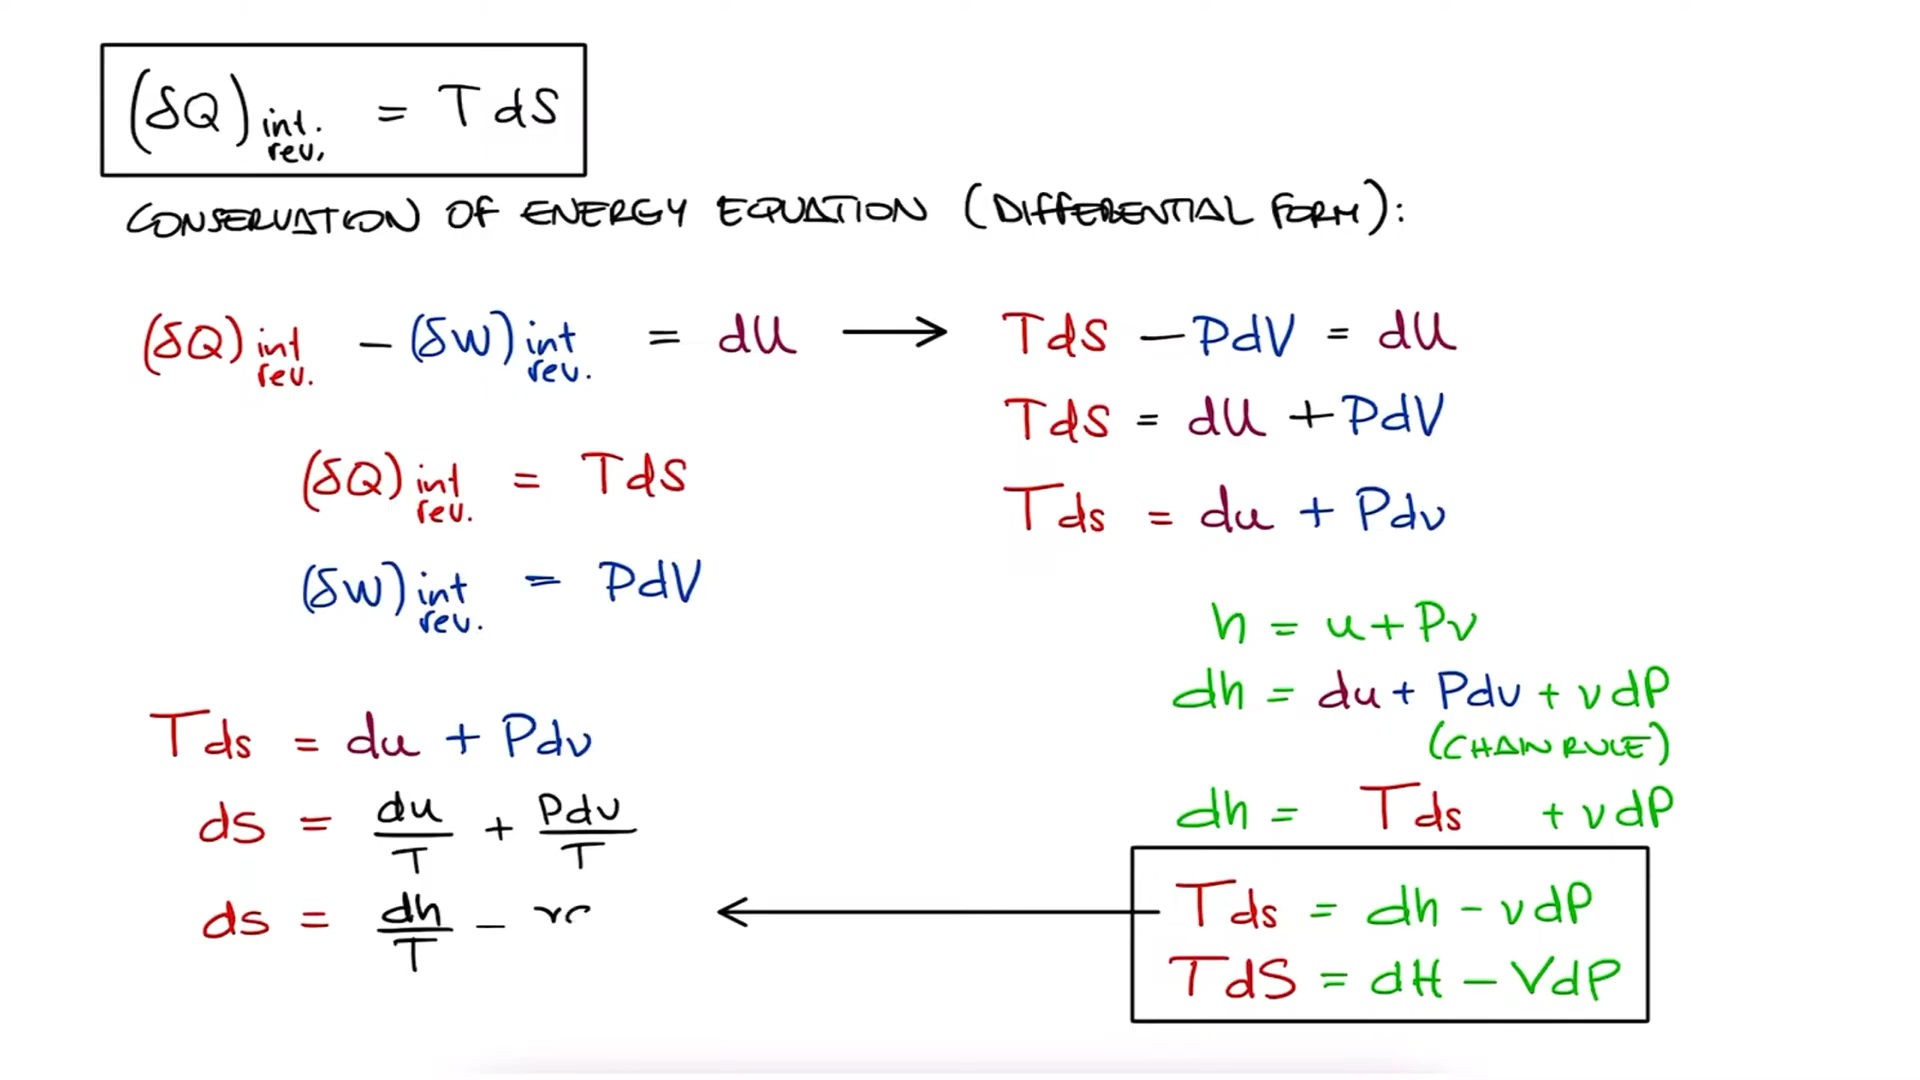 (δQ) int. rev. = TdS
CONSERVATION OF ENERGY EQUATION (DIFFERENTIAL FORM):
(δQ) int rev. − (δW) int rev. = dU → TdS − PdV = dU
TdS = dU + PdV
(δQ) int rev. = TdS
Tds = du + Pdv
(δW) int rev. = PdV
h = u + Pv
dh = du + Pdv + vdP
(CHAIN RULE)
Tds = du + Pdv
dh = Tds + vdP
ds = du/T + Pdv/T
Tds = dh − vdP
ds = dh/T − v ←
TdS = dH − VdP